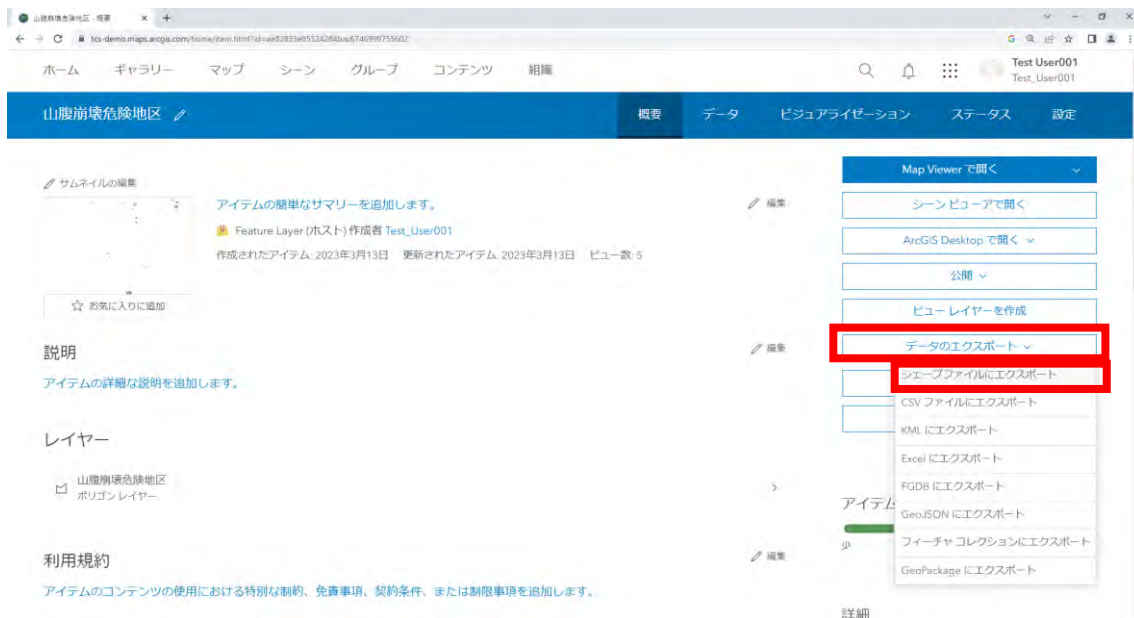 山腹崩壊危険地区 - 概要
tcs-demo.maps.arcgis.com/home/item.html?id=ae83833e85324284bac6746999755602
ホーム ギャラリー マップ シーン グループ コンテンツ 組織
Test User001
Test_User001
山腹崩壊危険地区
概要 データ ビジュアライゼーション ステータス 設定
サムネイルの編集
アイテムの簡単なサマリーを追加します。
編集
Feature Layer (ホスト) 作成者 Test_User001
作成されたアイテム: 2023年3月13日 更新されたアイテム: 2023年3月13日 ビュー数: 5
お気に入りに追加
説明
編集
アイテムの詳細な説明を追加します。
レイヤー
山腹崩壊危険地区
ポリゴン レイヤー
利用規約
編集
アイテムのコンテンツの使用における特別な制約、免責事項、契約条件、または制限事項を追加します。
Map Viewer で開く
シーン ビューアで開く
ArcGIS Desktop で開く
公開
ビュー レイヤーを作成
データのエクスポート
シェープファイルにエクスポート
CSV ファイルにエクスポート
KML にエクスポート
Excel にエクスポート
FGDB にエクスポート
GeoJSON にエクスポート
フィーチャ コレクションにエクスポート
GeoPackage にエクスポート
アイテム
少
詳細